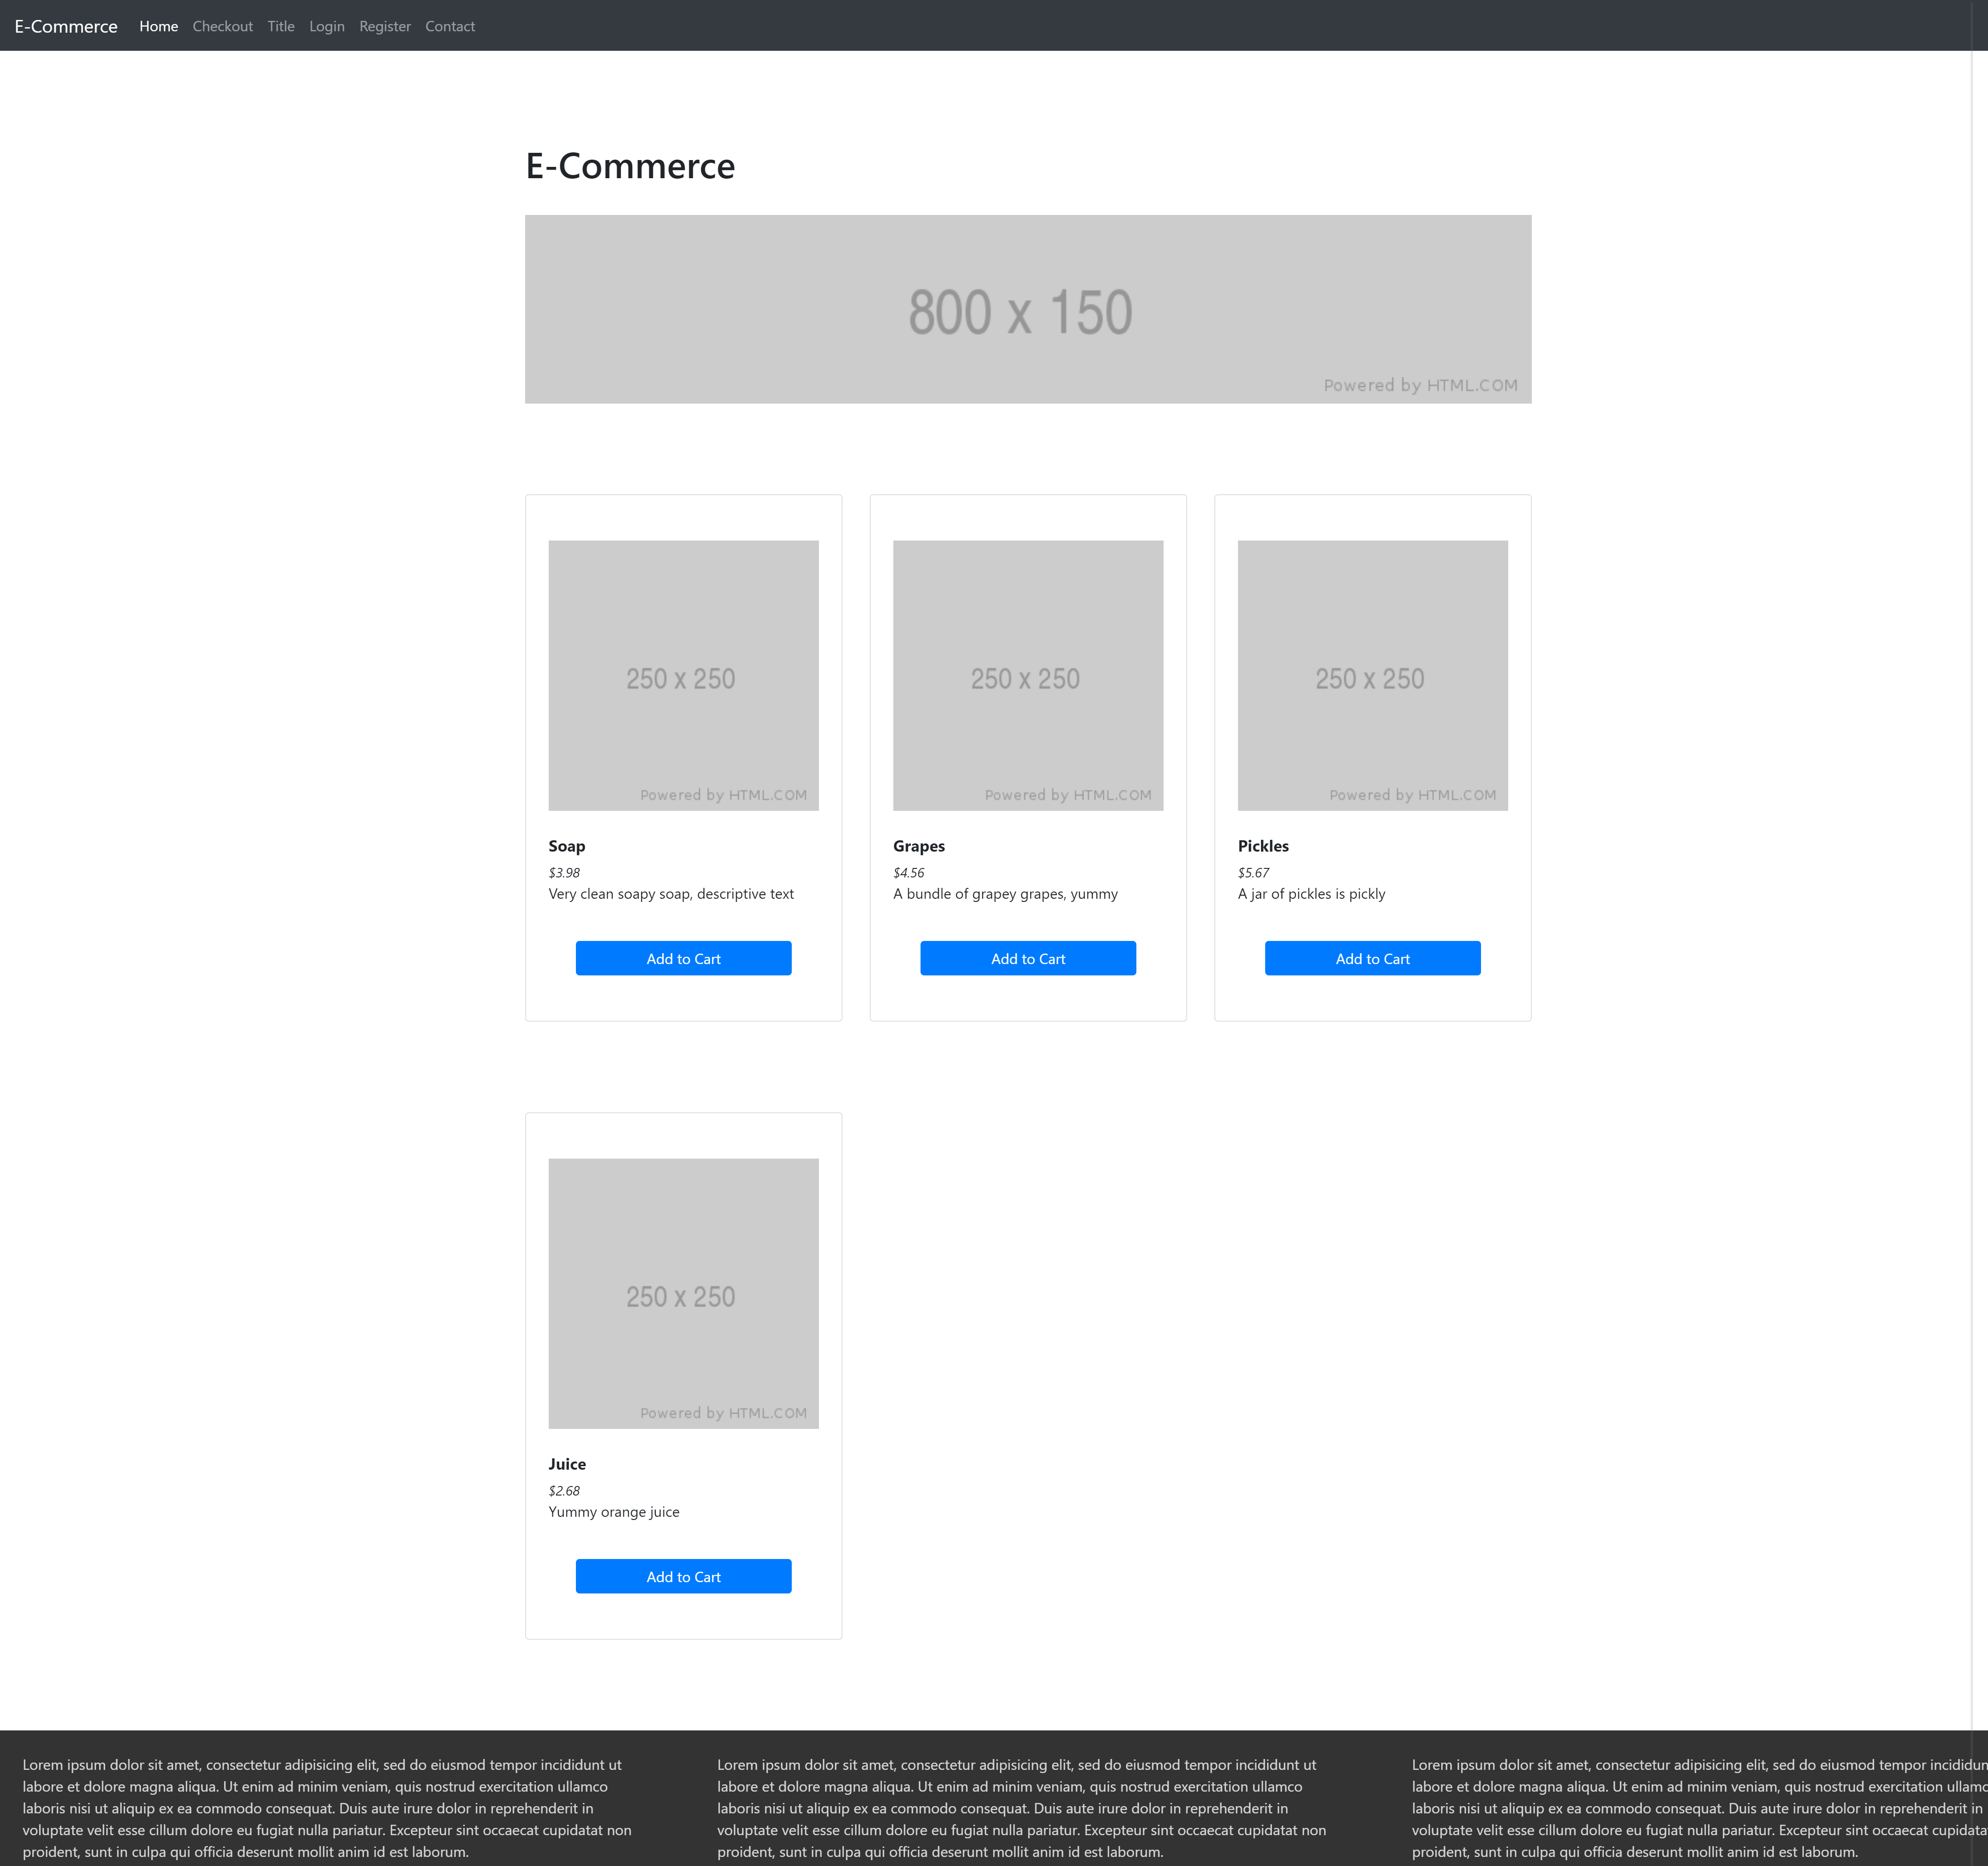 E-Commerce Home Checkout Title Login Register Contact
E-Commerce
800 x 150
Powered by HTML.COM
250 x 250
Powered by HTML.COM
Soap
$3.98
Very clean soapy soap, descriptive text
Add to Cart
250 x 250
Powered by HTML.COM
Grapes
$4.56
A bundle of grapey grapes, yummy
Add to Cart
250 x 250
Powered by HTML.COM
Pickles
$5.67
A jar of pickles is pickly
Add to Cart
250 x 250
Powered by HTML.COM
Juice
$2.68
Yummy orange juice
Add to Cart
Lorem ipsum dolor sit amet, consectetur adipisicing elit, sed do eiusmod tempor incididunt ut
labore et dolore magna aliqua. Ut enim ad minim veniam, quis nostrud exercitation ullamco
laboris nisi ut aliquip ex ea commodo consequat. Duis aute irure dolor in reprehenderit in
voluptate velit esse cillum dolore eu fugiat nulla pariatur. Excepteur sint occaecat cupidatat non
proident, sunt in culpa qui officia deserunt mollit anim id est laborum.
Lorem ipsum dolor sit amet, consectetur adipisicing elit, sed do eiusmod tempor incididunt ut
labore et dolore magna aliqua. Ut enim ad minim veniam, quis nostrud exercitation ullamco
laboris nisi ut aliquip ex ea commodo consequat. Duis aute irure dolor in reprehenderit in
voluptate velit esse cillum dolore eu fugiat nulla pariatur. Excepteur sint occaecat cupidatat non
proident, sunt in culpa qui officia deserunt mollit anim id est laborum.
Lorem ipsum dolor sit amet, consectetur adipisicing elit, sed do eiusmod tempor incididun
labore et dolore magna aliqua. Ut enim ad minim veniam, quis nostrud exercitation ullamc
laboris nisi ut aliquip ex ea commodo consequat. Duis aute irure dolor in reprehenderit in
voluptate velit esse cillum dolore eu fugiat nulla pariatur. Excepteur sint occaecat cupidata
proident, sunt in culpa qui officia deserunt mollit anim id est laborum.